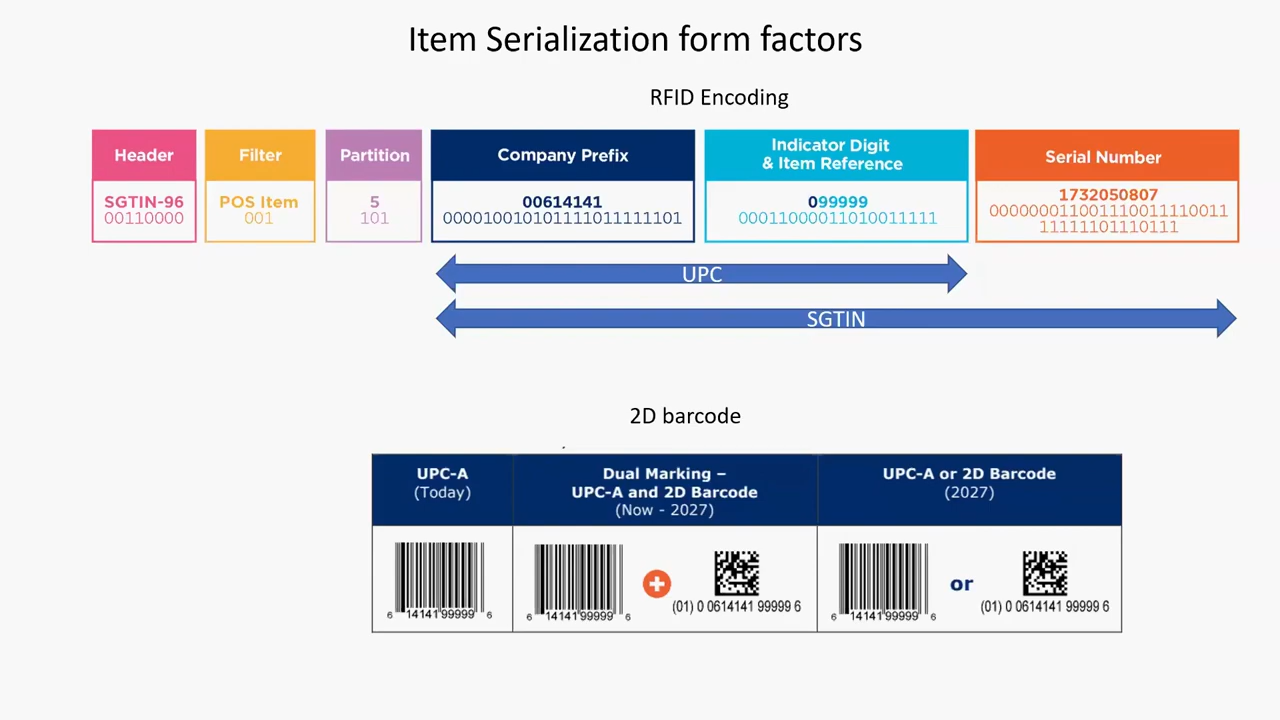 Item Serialization form factors
RFID Encoding
Header
Filter
Partition
Company Prefix
Indicator Digit
& Item Reference
Serial Number
SGTIN-96
00110000
POS Item
001
5
101
00614141
000010010101111011111101
099999
00011000011010011111
1732050807
000000011001110011110011
11111101110111
UPC
SGTIN
2D barcode
UPC-A
(Today)
Dual Marking –
UPC-A and 2D Barcode
(Now - 2027)
UPC-A or 2D Barcode
(2027)
6 14141 99999 6
6 14141 99999 6
(01) 0 0614141 99999 6
6 14141 99999 6
or
(01) 0 0614141 99999 6